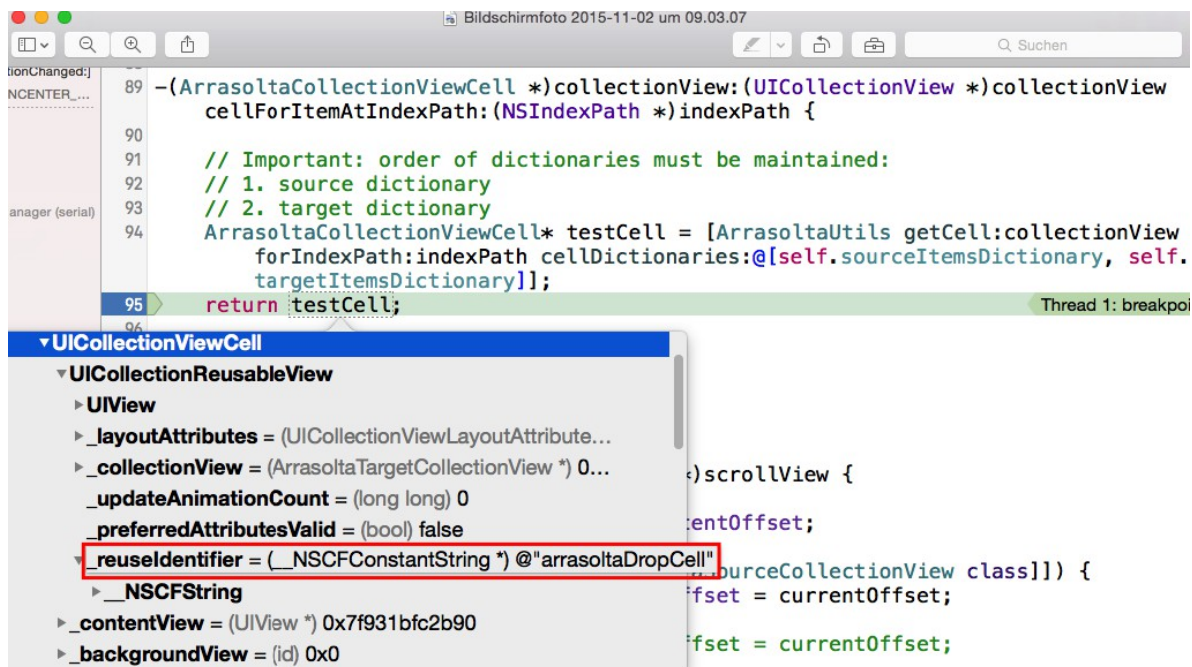 Bildschirmfoto 2015-11-02 um 09.03.07
Suchen
tionChanged:]
NCENTER_...
anager (serial)
89 -(ArrasoltaCollectionViewCell *)collectionView:(UICollectionView *)collectionView
cellForItemAtIndexPath:(NSIndexPath *)indexPath {
90
91 // Important: order of dictionaries must be maintained:
92 // 1. source dictionary
93 // 2. target dictionary
94 ArrasoltaCollectionViewCell* testCell = [ArrasoltaUtils getCell:collectionView
forIndexPath:indexPath cellDictionaries:@[self.sourceItemsDictionary, self.
targetItemsDictionary]];
95 return testCell; Thread 1: breakpoi
96
▾UICollectionViewCell
▾UICollectionReusableView
▸UIView
▸_layoutAttributes = (UICollectionViewLayoutAttribute...
▸_collectionView = (ArrasoltaTargetCollectionView *) 0...
_updateAnimationCount = (long long) 0
_preferredAttributesValid = (bool) false
▾_reuseIdentifier = (__NSCFConstantString *) @"arrasoltaDropCell"
▸__NSCFString
▸_contentView = (UIView *) 0x7f931bfc2b90
▸_backgroundView = (id) 0x0
*)scrollView {
entOffset;
ourceCollectionView class]]) {
ffset = currentOffset;
ffset = currentOffset;